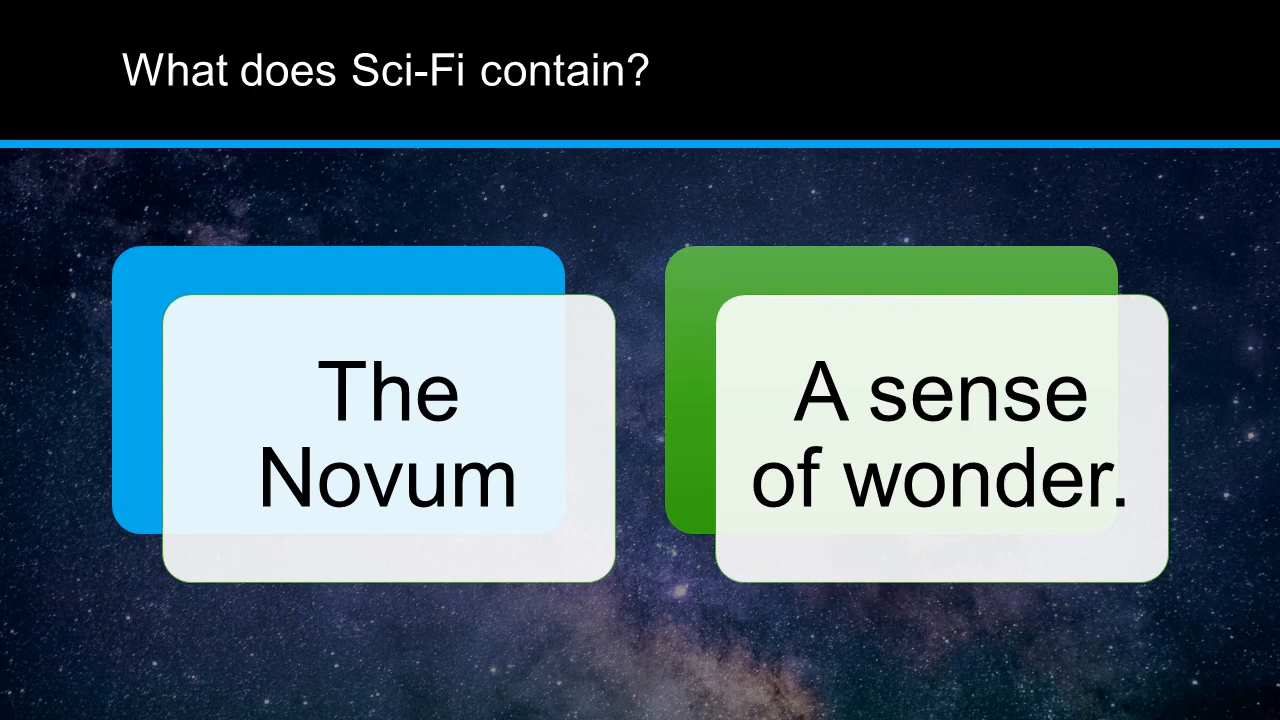 What does Sci-Fi contain?
The
Novum
A sense
of wonder.